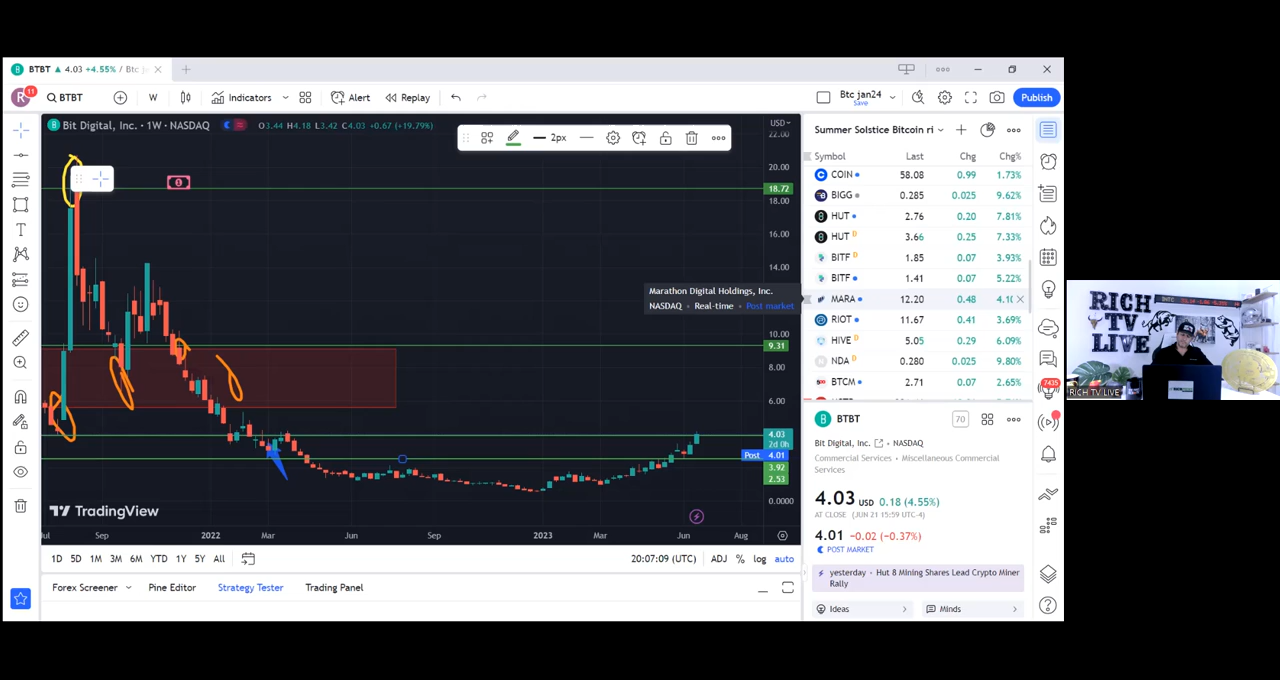 BTBT ▲ 4.03 +4.55% / Btc ja
R 11 BTBT W Indicators Alert Replay
Btc jan24
Save
Publish
Bit Digital, Inc. · 1W · NASDAQ O3.44 H4.18 L3.42 C4.03 +0.67 (+19.79%)
2px
USD
22.00
20.00
18.72
18.00
16.00
14.00
10.00
9.31
8.00
6.00
4.03
2d 0h
Post 4.01
3.92
2.53
0.0000
TradingView
Jul Sep 2022 Mar Jun Sep 2023 Mar Jun Aug
1D 5D 1M 3M 6M YTD 1Y 5Y All
20:07:09 (UTC) ADJ % log auto
Forex Screener Pine Editor Strategy Tester Trading Panel
Marathon Digital Holdings, Inc.
NASDAQ · Real-time · Post market
Summer Solstice Bitcoin ri
Symbol Last Chg Chg%
COIN 58.08 0.99 1.73%
BIGG 0.285 0.025 9.62%
HUT 2.76 0.20 7.81%
HUT D 3.66 0.25 7.33%
BITF D 1.85 0.07 3.93%
BITF 1.41 0.07 5.22%
MARA 12.20 0.48 4.10
RIOT 11.67 0.41 3.69%
HIVE D 5.05 0.29 6.09%
NDA D 0.280 0.025 9.80%
BTCM 2.71 0.07 2.65%
BTBT
70
Bit Digital, Inc. · NASDAQ
Commercial Services · Miscellaneous Commercial
Services
4.03 USD 0.18 (4.55%)
AT CLOSE (JUN 21 15:59 UTC-4)
4.01 −0.02 (−0.37%)
POST MARKET
yesterday · Hut 8 Mining Shares Lead Crypto Miner
Rally
Ideas
Minds
7435
RICH
TV
LIVE
RICH TV LIVE